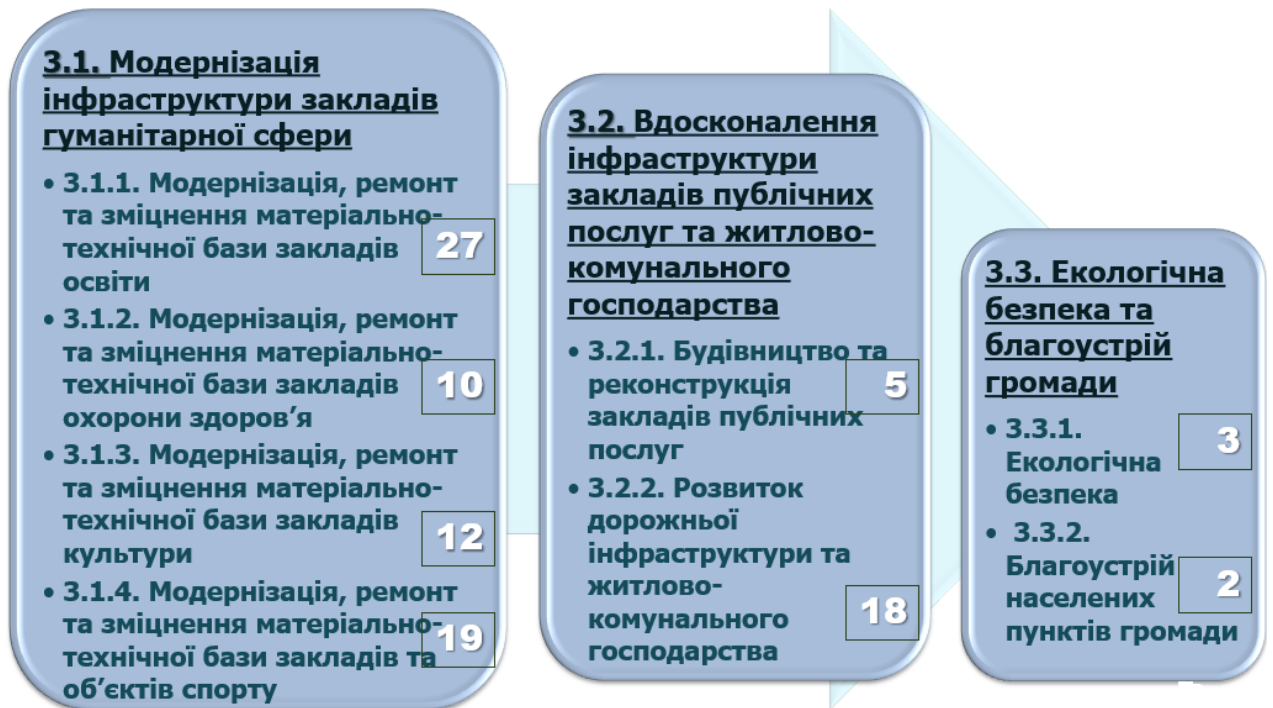 3.1. Модернізація
інфраструктури закладів
гуманітарної сфери
• 3.1.1. Модернізація, ремонт
та зміцнення матеріально-
технічної бази закладів
освіти
27
• 3.1.2. Модернізація, ремонт
та зміцнення матеріально-
технічної бази закладів
охорони здоров’я
10
• 3.1.3. Модернізація, ремонт
та зміцнення матеріально-
технічної бази закладів
культури
12
• 3.1.4. Модернізація, ремонт
та зміцнення матеріально-
технічної бази закладів та
об’єктів спорту
19
3.2. Вдосконалення
інфраструктури
закладів публічних
послуг та житлово-
комунального
господарства
• 3.2.1. Будівництво та
реконструкція
закладів публічних
послуг
5
• 3.2.2. Розвиток
дорожньої
інфраструктури та
житлово-
комунального
господарства
18
3.3. Екологічна
безпека та
благоустрій
громади
• 3.3.1.
Екологічна
безпека
3
• 3.3.2.
Благоустрій
населених
пунктів громади
2